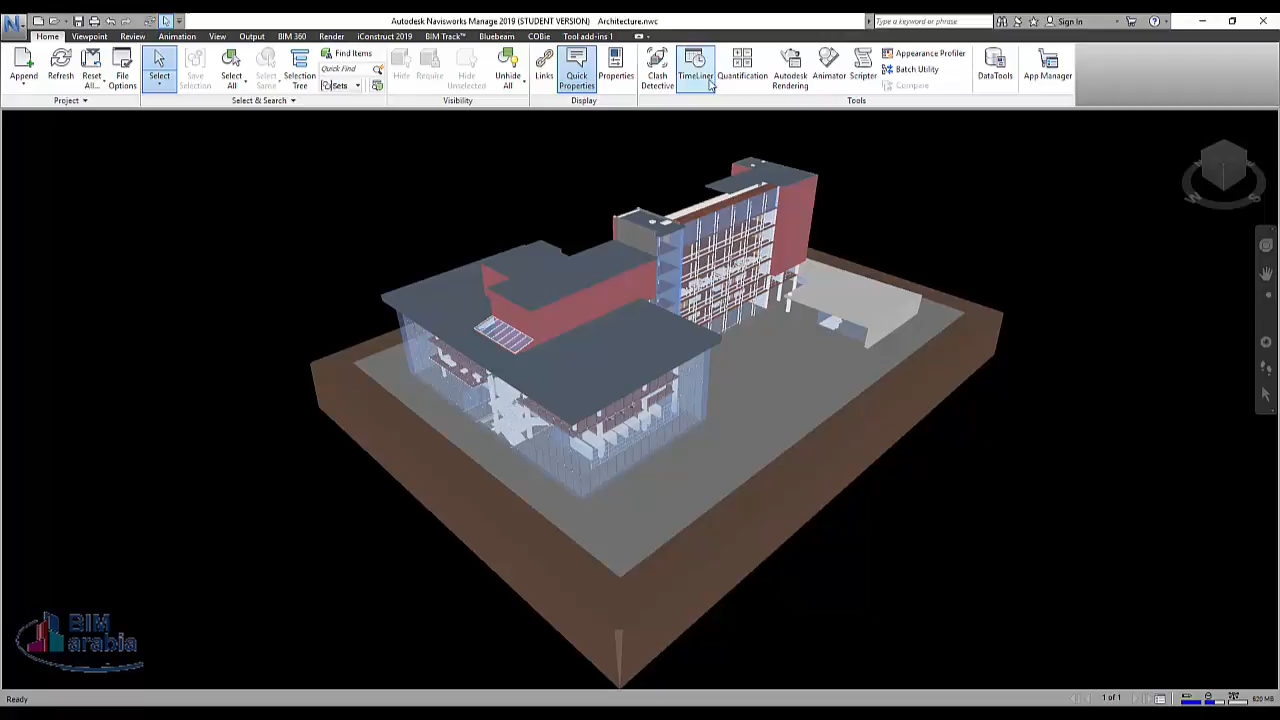 Autodesk Navisworks Manage 2019 (STUDENT VERSION) Architecture.nwc
Type a keyword or phrase
Sign In
Home Viewpoint Review Animation View Output BIM 360 Render iConstruct 2019 BIM Track™ Bluebeam COBie Tool add-ins 1
Append
Refresh
Reset All...
File Options
Project
Select
Save Selection
Select All
Select Same
Selection Tree
Find Items
Quick Find
Sets
Select & Search
Hide
Require
Hide Unselected
Unhide All
Visibility
Links
Quick Properties
Properties
Display
Clash Detective
TimeLiner
Quantification
Autodesk Rendering
Animator
Scripter
Appearance Profiler
Batch Utility
Compare
DataTools
App Manager
Tools
W
S
BIM
arabia
Ready
1 of 1
820 MB